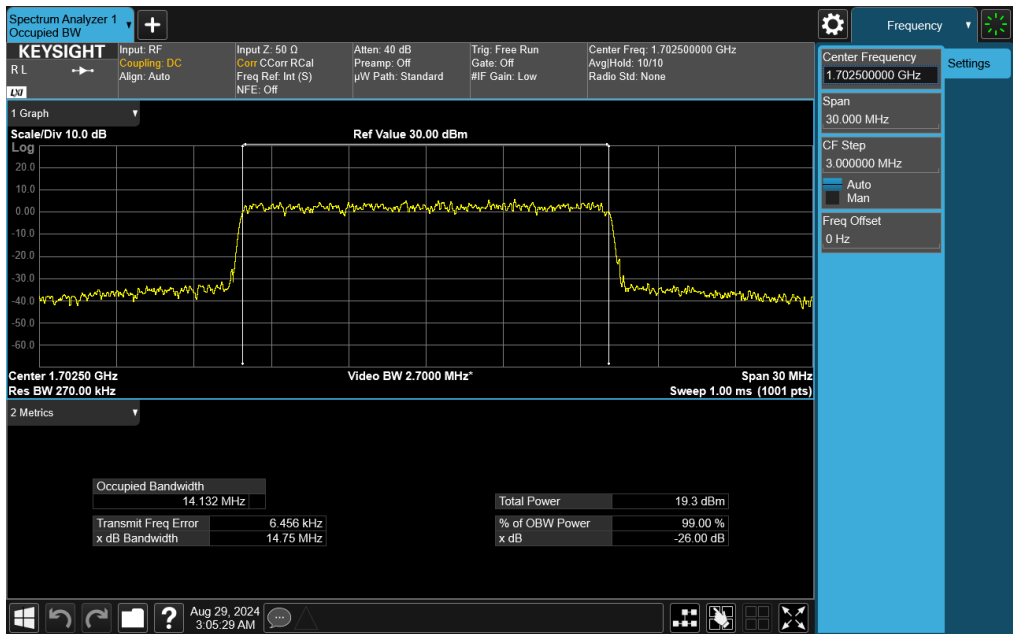 Spectrum Analyzer 1
Occupied BW
Frequency
KEYSIGHT
R L
LXI
Input: RF
Coupling: DC
Align: Auto
Input Z: 50 Ω
Corr CCorr RCal
Freq Ref: Int (S)
NFE: Off
Atten: 40 dB
Preamp: Off
µW Path: Standard
Trig: Free Run
Gate: Off
#IF Gain: Low
Center Freq: 1.702500000 GHz
Avg|Hold: 10/10
Radio Std: None
Center Frequency
1.702500000 GHz
Settings
Span
30.000 MHz
CF Step
3.000000 MHz
Auto
Man
Freq Offset
0 Hz
1 Graph
Scale/Div 10.0 dB
Ref Value 30.00 dBm
Log
20.0
10.0
0.00
-10.0
-20.0
-30.0
-40.0
-50.0
-60.0
Center 1.70250 GHz
Video BW 2.7000 MHz*
Span 30 MHz
Res BW 270.00 kHz
Sweep 1.00 ms (1001 pts)
2 Metrics
Occupied Bandwidth
14.132 MHz
Total Power 19.3 dBm
Transmit Freq Error 6.456 kHz
% of OBW Power 99.00 %
x dB Bandwidth 14.75 MHz
x dB -26.00 dB
?
Aug 29, 2024
3:05:29 AM